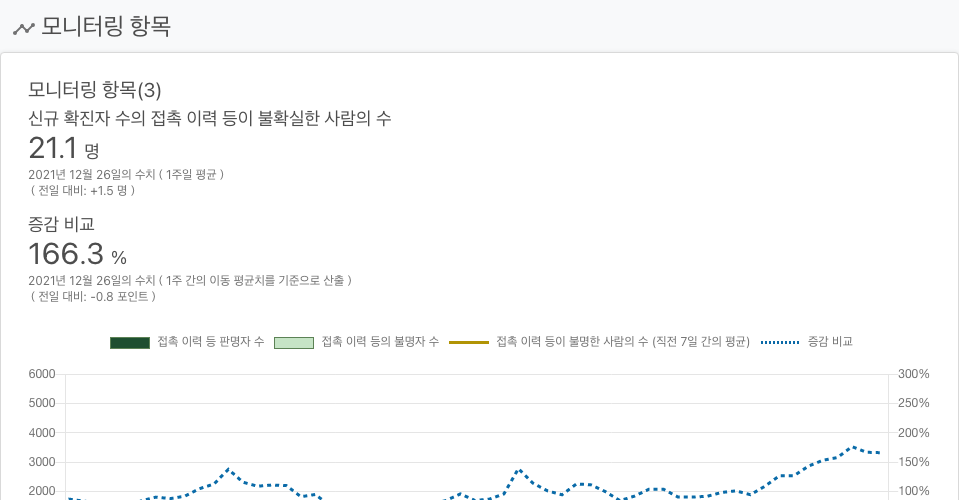 모니터링 항목
모니터링 항목(3)
신규 확진자 수의 접촉 이력 등이 불확실한 사람의 수
21.1 명
2021년 12월 26일의 수치 ( 1주일 평균 )
( 전일 대비: +1.5 명 )
증감 비교
166.3 %
2021년 12월 26일의 수치 ( 1주 간의 이동 평균치를 기준으로 산출 )
( 전일 대비: -0.8 포인트 )
접촉 이력 등 판명자 수 접촉 이력 등의 불명자 수 접촉 이력 등이 불명한 사람의 수 (직전 7일 간의 평균) 증감 비교
6000 300%
5000 250%
4000 200%
3000 150%
2000 100%